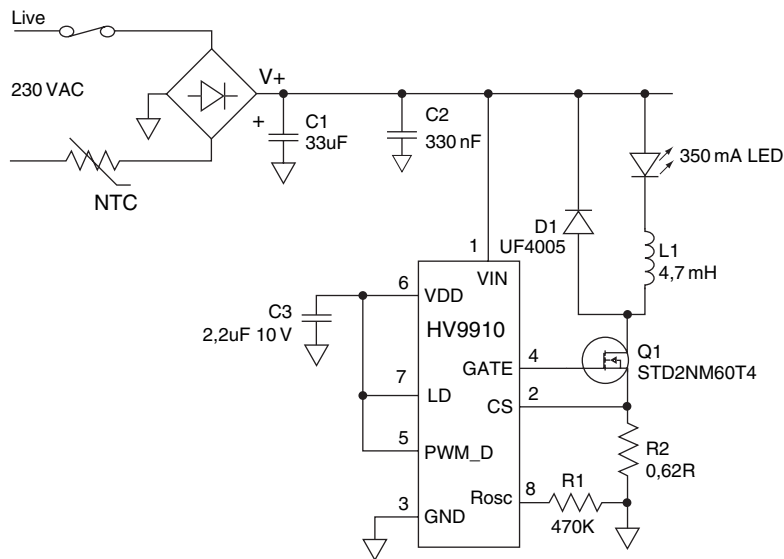 Live
230 VAC
NTC
V+
+
C1
33uF
C2
330 nF
350 mA LED
D1
UF4005
L1
4,7 mH
1
VIN
6
VDD
C3
2,2uF 10 V
HV9910
Q1
STD2NM60T4
GATE
4
7
LD
CS
2
5
PWM_D
R2
0,62R
Rosc
8
R1
470K
3
GND